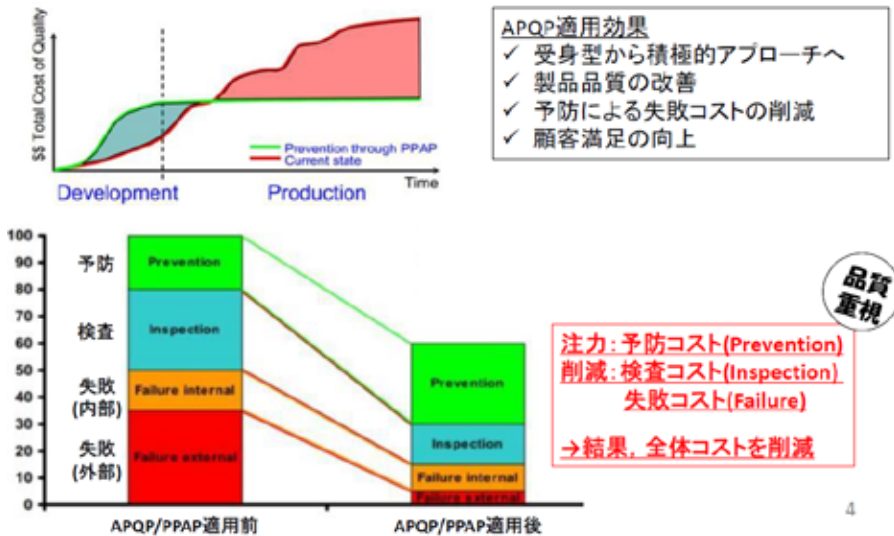 $$ Total Cost of Quality
Prevention through PPAP
Current state
Time
Development
Production
APQP適用効果
✓ 受身型から積極的アプローチへ
✓ 製品品質の改善
✓ 予防による失敗コストの削減
✓ 顧客満足の向上
100
90
80
70
60
50
40
30
20
10
0
予防
検査
失敗
(内部)
失敗
(外部)
Prevention
Inspection
Failure internal
Failure external
Prevention
Inspection
Failure internal
Failure external
APQP/PPAP適用前
APQP/PPAP適用後
品質
重視
注力:予防コスト(Prevention)
削減:検査コスト(Inspection)
失敗コスト(Failure)
→結果, 全体コストを削減
4